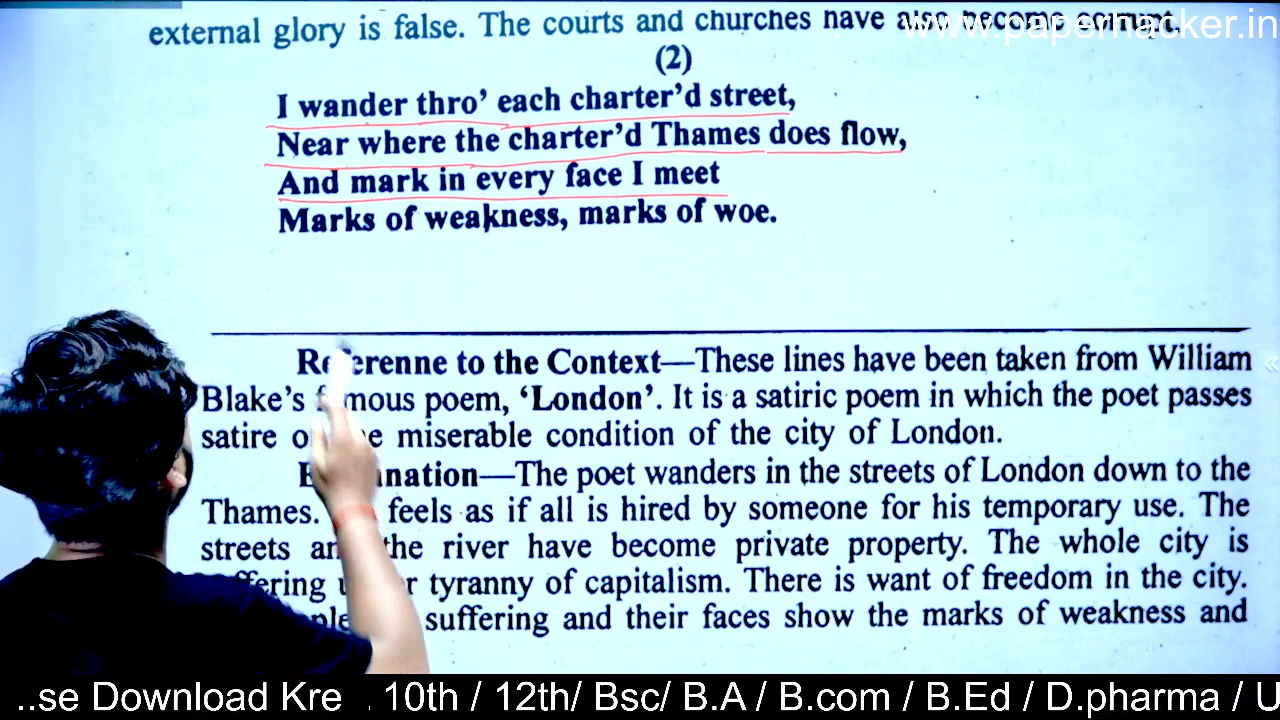 external glory is false. The courts and churches have also become corrupt.
www.paperhacker.in
(2)
I wander thro’ each charter’d street,
Near where the charter’d Thames does flow,
And mark in every face I meet
Marks of weakness, marks of woe.
to the Context—These lines have been taken from William
Blake’s poem, ‘London’. It is a satiric poem in which the poet passes
satire miserable condition of the city of London.
—The poet wanders in the streets of London down to the
Thames. feels as if all is hired by someone for his temporary use. The
streets the river have become private property. The whole city is
tyranny of capitalism. There is want of freedom in the city.
suffering and their faces show the marks of weakness and
..se Download Kre . 10th / 12th/ Bsc/ B.A / B.com / B.Ed / D.pharma / U